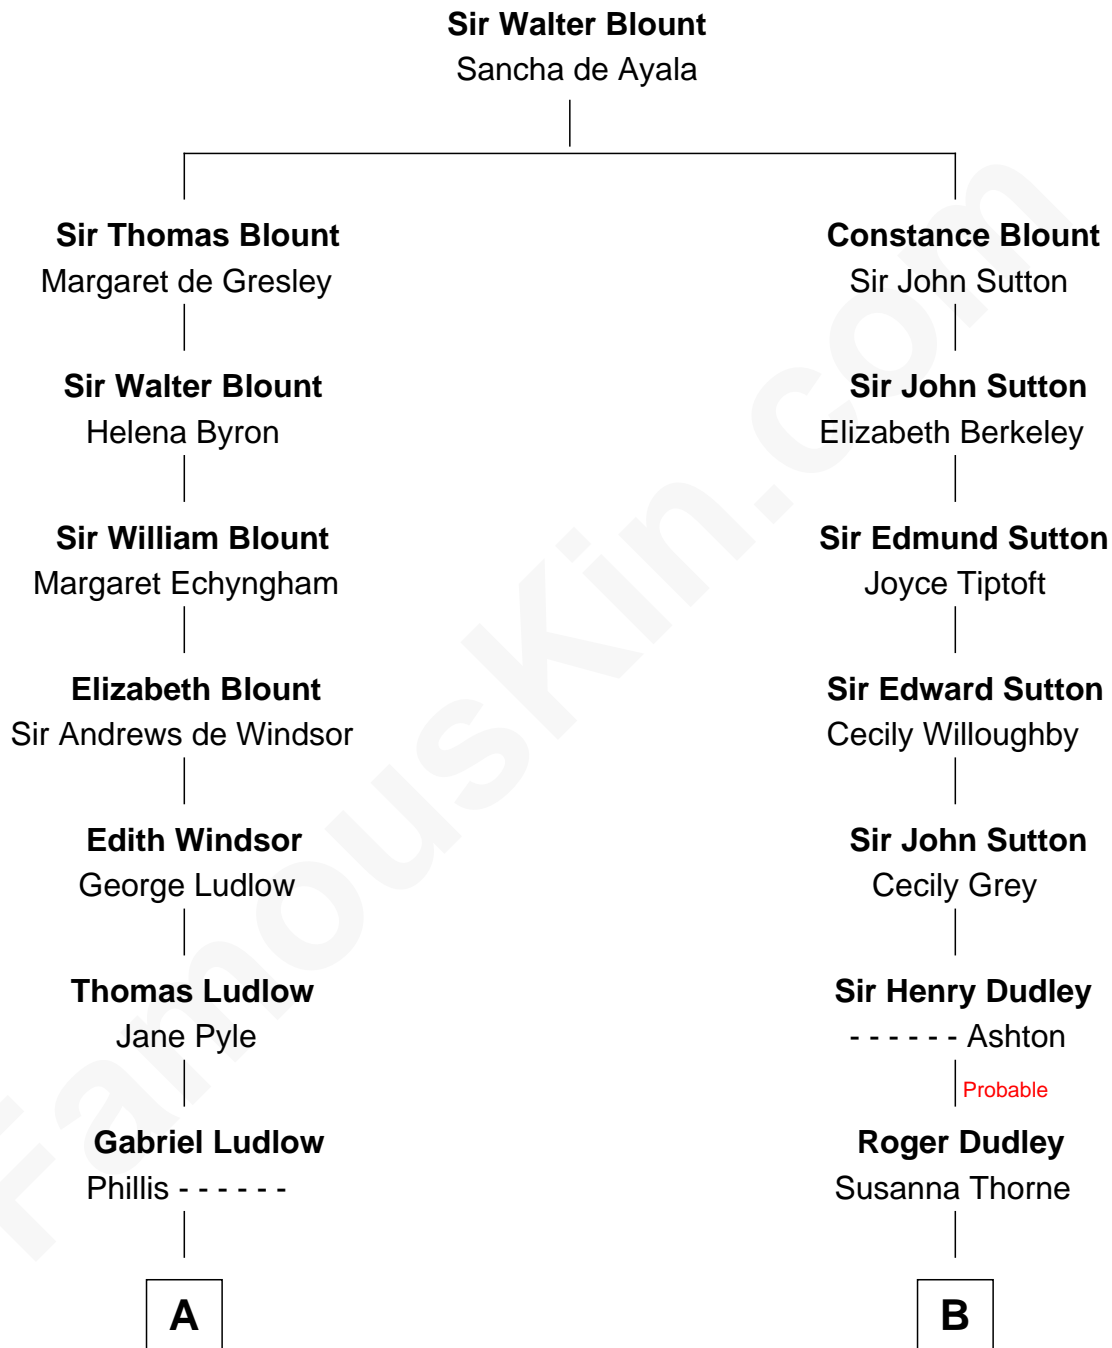 Sir Walter Blount
Sancha de Ayala
Sir Thomas Blount
Margaret de Gresley
Constance Blount
Sir John Sutton
Sir Walter Blount
Helena Byron
Sir John Sutton
Elizabeth Berkeley
Sir William Blount
Margaret Echyngham
Sir Edmund Sutton
Joyce Tiptoft
Elizabeth Blount
Sir Andrews de Windsor
Sir Edward Sutton
Cecily Willoughby
Edith Windsor
George Ludlow
Sir John Sutton
Cecily Grey
Thomas Ludlow
Jane Pyle
Sir Henry Dudley
- - - - - - Ashton
Probable
Gabriel Ludlow
Phillis - - - - - -
Roger Dudley
Susanna Thorne
A
B
FamousKin.com